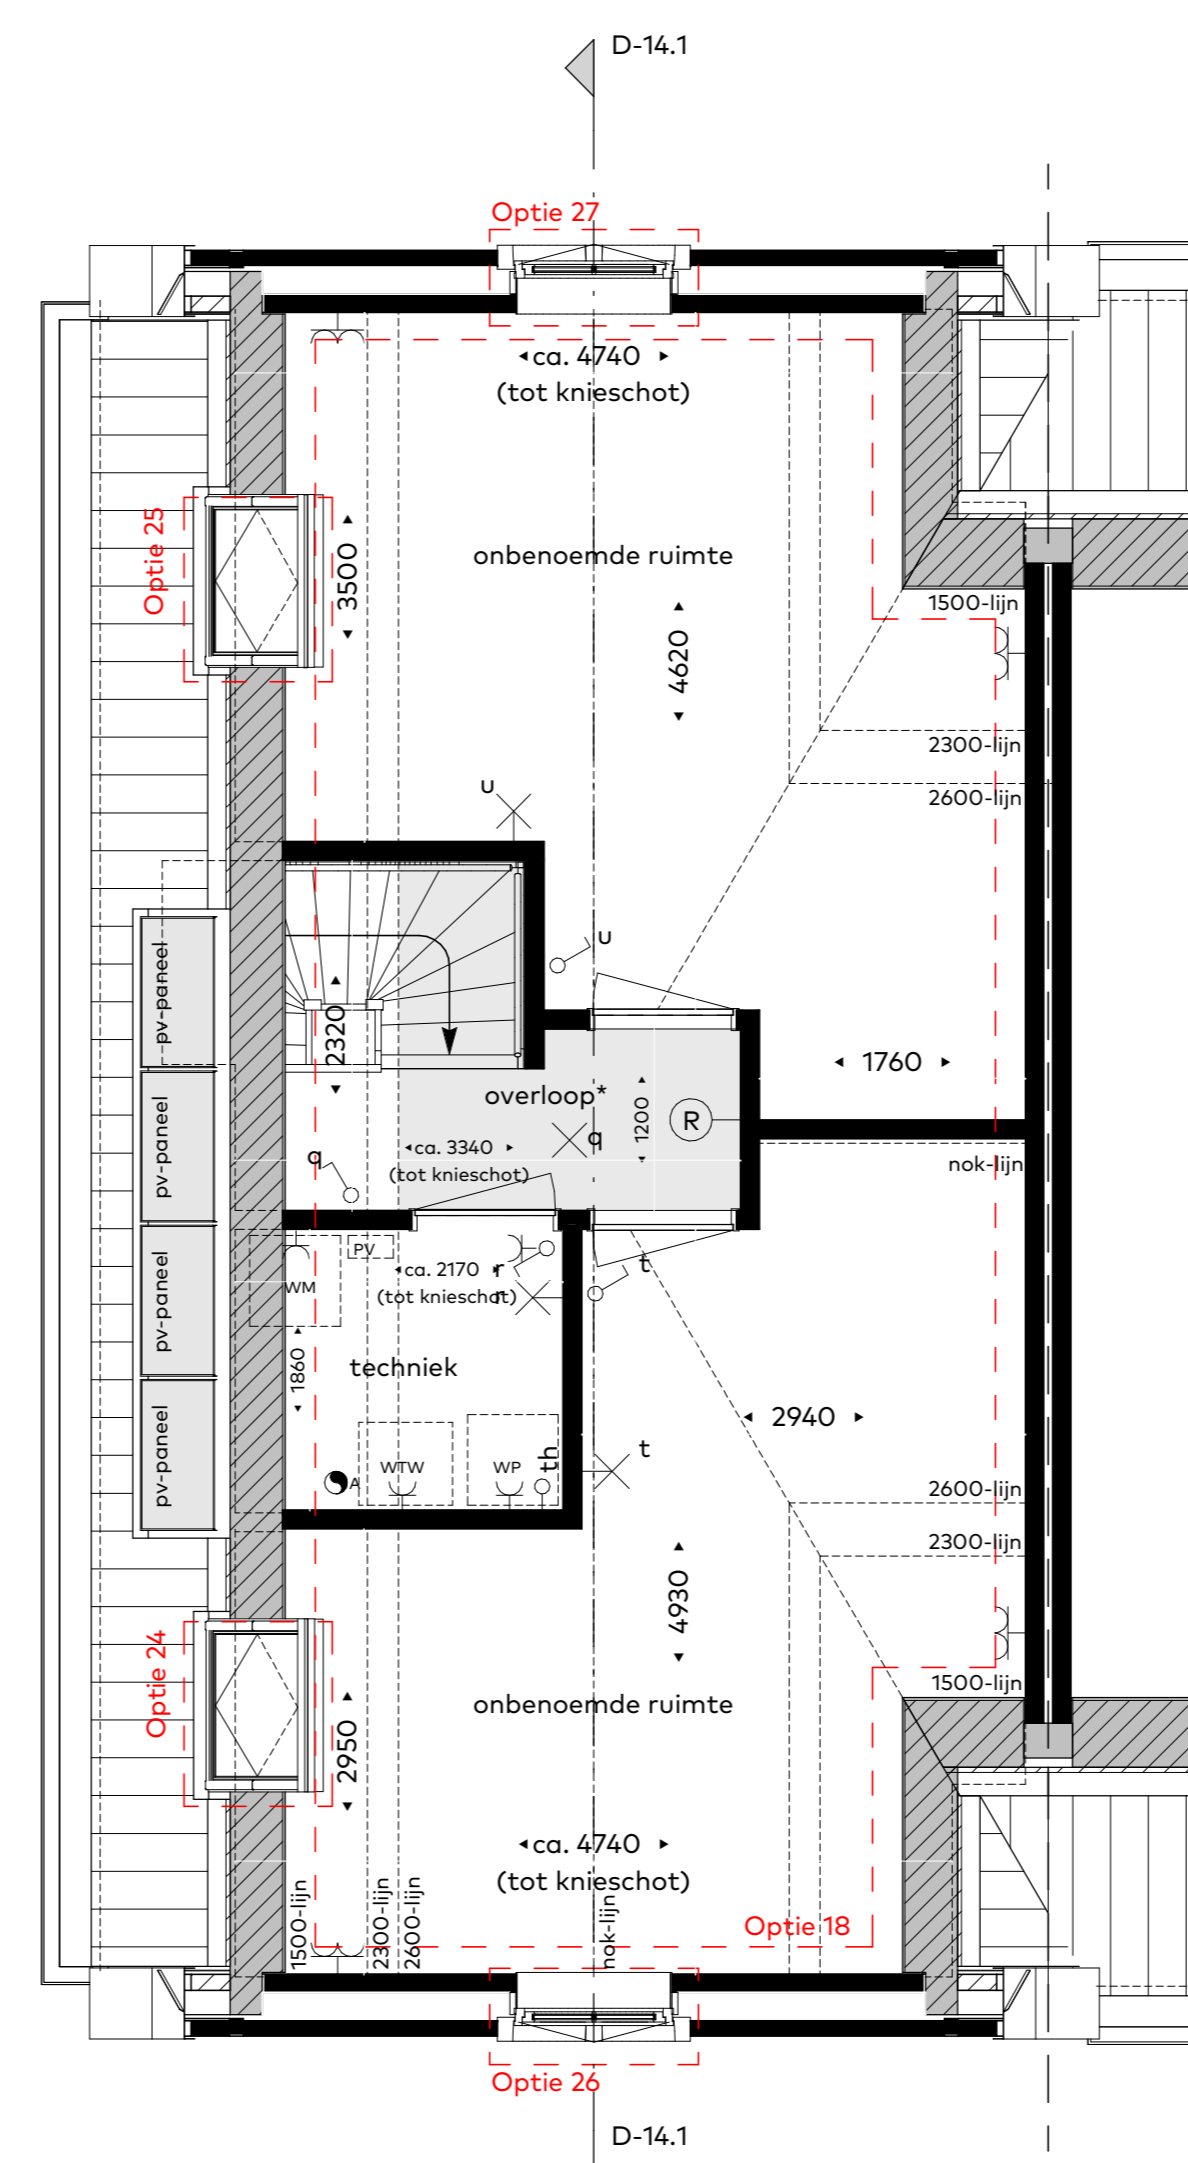 D-14.1
Optie 27
ca. 4740
(tot knieschot)
Optie 25
3500
onbenoemde ruimte
4620
1500-lijn
2300-lijn
2600-lijn
u
u
pv-paneel
2320
1760
overloop*
1200
R
q
ca. 3340
(tot knieschot)
q
nok-lijn
pv-paneel
PV
WM
ca. 2170
(tot knieschot)
r
r
t
pv-paneel
1860
techniek
2940
pv-paneel
WTW
WP
th
t
A
2600-lijn
2300-lijn
4930
Optie 24
1500-lijn
2950
onbenoemde ruimte
ca. 4740
(tot knieschot)
1500-lijn
2300-lijn
2600-lijn
nok-lijn
Optie 18
Optie 26
D-14.1